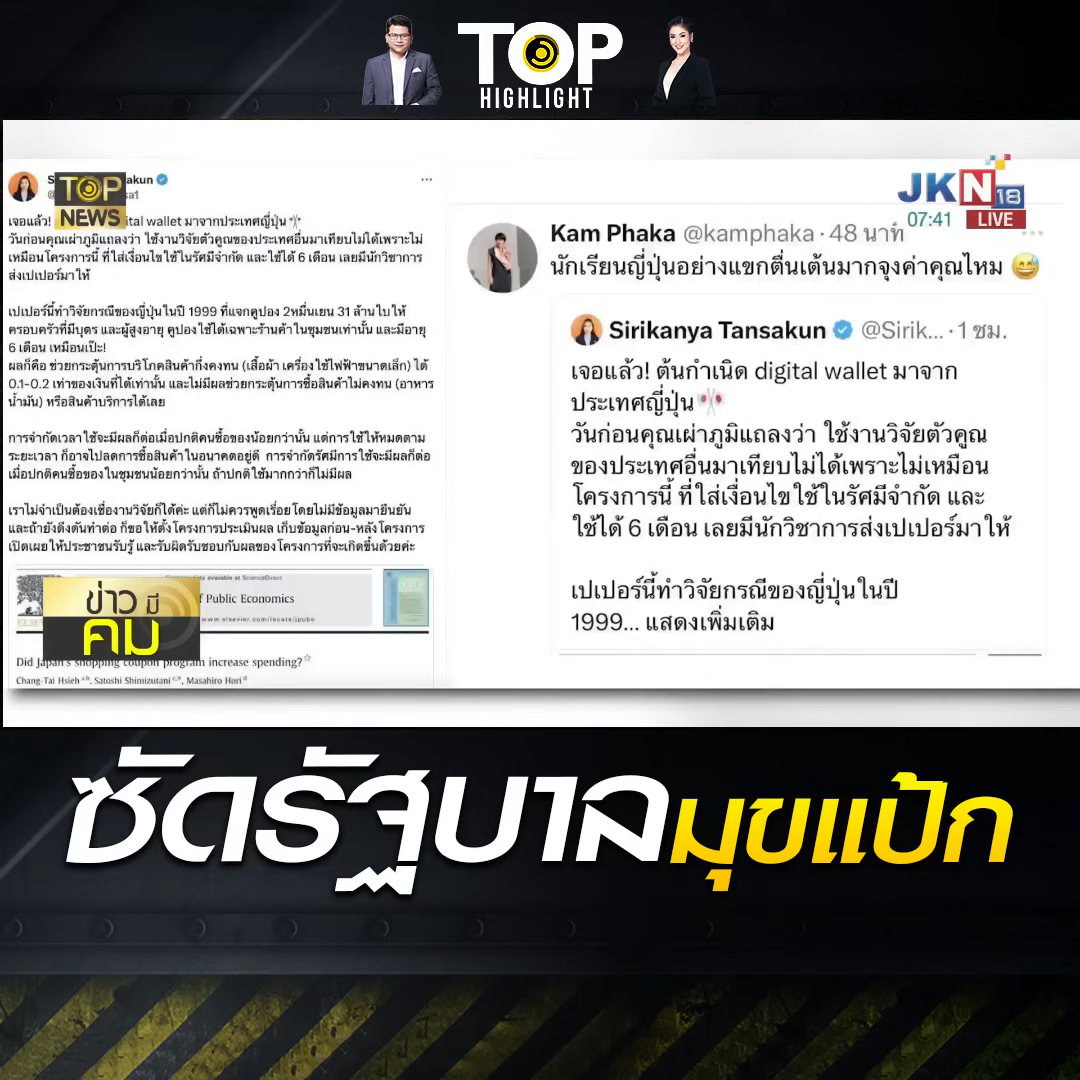 TOP
HIGHLIGHT
TOP
NEWS
akun
sa1
เจอแล้ว! ital wallet มาจากประเทศญี่ปุ่น🎌
วันก่อนคุณเผ่าภูมิแถลงว่า ใช้งานวิจัยตัวคูณของประเทศอื่นมาเทียบไม่ได้เพราะไม่
เหมือนโครงการนี้ ที่ใส่เงื่อนไขใช้ในรัศมีจำกัด และใช้ได้ 6 เดือน เลยมีนักวิชาการ
ส่งเปเปอร์มาให้
เปเปอร์นี้ทำวิจัยกรณีของญี่ปุ่นในปี 1999 ที่แจกคูปอง 2หมื่นเยน 31 ล้านใบ ให้
ครอบครัวที่มีบุตร และผู้สูงอายุ คูปองใช้ได้เฉพาะร้านค้าในชุมชนเท่านั้น และมีอายุ
6 เดือน เหมือนเป๊ะ!
ผลก็คือ ช่วยกระตุ้นการบริโภคสินค้ากึ่งคงทน (เสื้อผ้า เครื่องใช้ไฟฟ้าขนาดเล็ก) ได้
0.1-0.2 เท่าของเงินที่ได้เท่านั้น และไม่มีผลช่วยกระตุ้นการซื้อสินค้าไม่คงทน (อาหาร
น้ำมัน) หรือสินค้าบริการได้เลย
การจำกัดเวลาใช้จะมีผลก็ต่อเมื่อปกติคนซื้อของน้อยกว่านั้น แต่การใช้ให้หมดตาม
ระยะเวลา ก็อาจไปลดการซื้อสินค้าในอนาคตอยู่ดี การจำกัดรัศมีการใช้จะมีผลก็ต่อ
เมื่อปกติคนซื้อของในชุมชนน้อยกว่านั้น ถ้าปกติใช้มากกว่าก็ไม่มีผล
เราไม่จำเป็นต้องเชื่องานวิจัยก็ได้ค่ะ แต่ก็ไม่ควรพูดเรื่อยโดยไม่มีข้อมูลมายืนยัน
และถ้ายังดึงดันทำต่อ ก็ขอให้ตั้งโครงการประเมินผล เก็บข้อมูลก่อน-หลังโครงการ
เปิดเผยให้ประชาชนรับรู้ และรับผิดรับชอบกับผลของโครงการที่จะเกิดขึ้นด้วยค่ะ
available at ScienceDirect
f Public Economics
www.elsevier.com/locate/jpube
ข่าวมี
คม
Did Japan's shopping coupon program increase spending?☆
Chang-Tai Hsieh a,b, Satoshi Shimizutani c,*, Masahiro Hori d
JKN18
07:41 LIVE
Kam Phaka @kamphaka · 48 นาที
นักเรียนญี่ปุ่นอย่างแขกตื่นเต้นมากจุงค่าคุณไหม 😅
Sirikanya Tansakun @Sirik... · 1 ชม.
เจอแล้ว! ต้นกำเนิด digital wallet มาจาก
ประเทศญี่ปุ่น🎌
วันก่อนคุณเผ่าภูมิแถลงว่า ใช้งานวิจัยตัวคูณ
ของประเทศอื่นมาเทียบไม่ได้เพราะไม่เหมือน
โครงการนี้ ที่ใส่เงื่อนไขใช้ในรัศมีจำกัด และ
ใช้ได้ 6 เดือน เลยมีนักวิชาการส่งเปเปอร์มาให้
เปเปอร์นี้ทำวิจัยกรณีของญี่ปุ่นในปี
1999... แสดงเพิ่มเติม
ซัดรัฐบาลมุขแป้ก